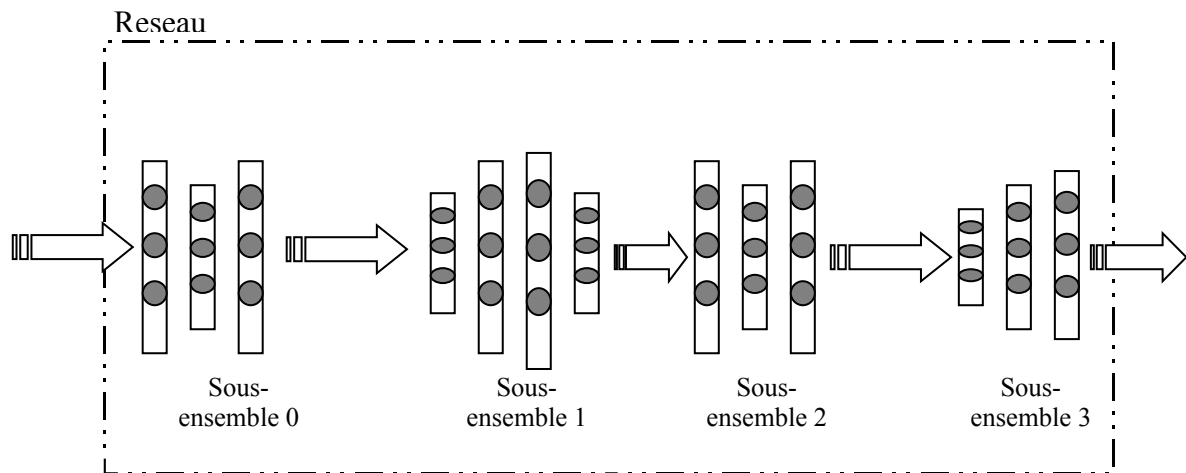 Reseau
Sous-
ensemble 0
Sous-
ensemble 1
Sous-
ensemble 2
Sous-
ensemble 3